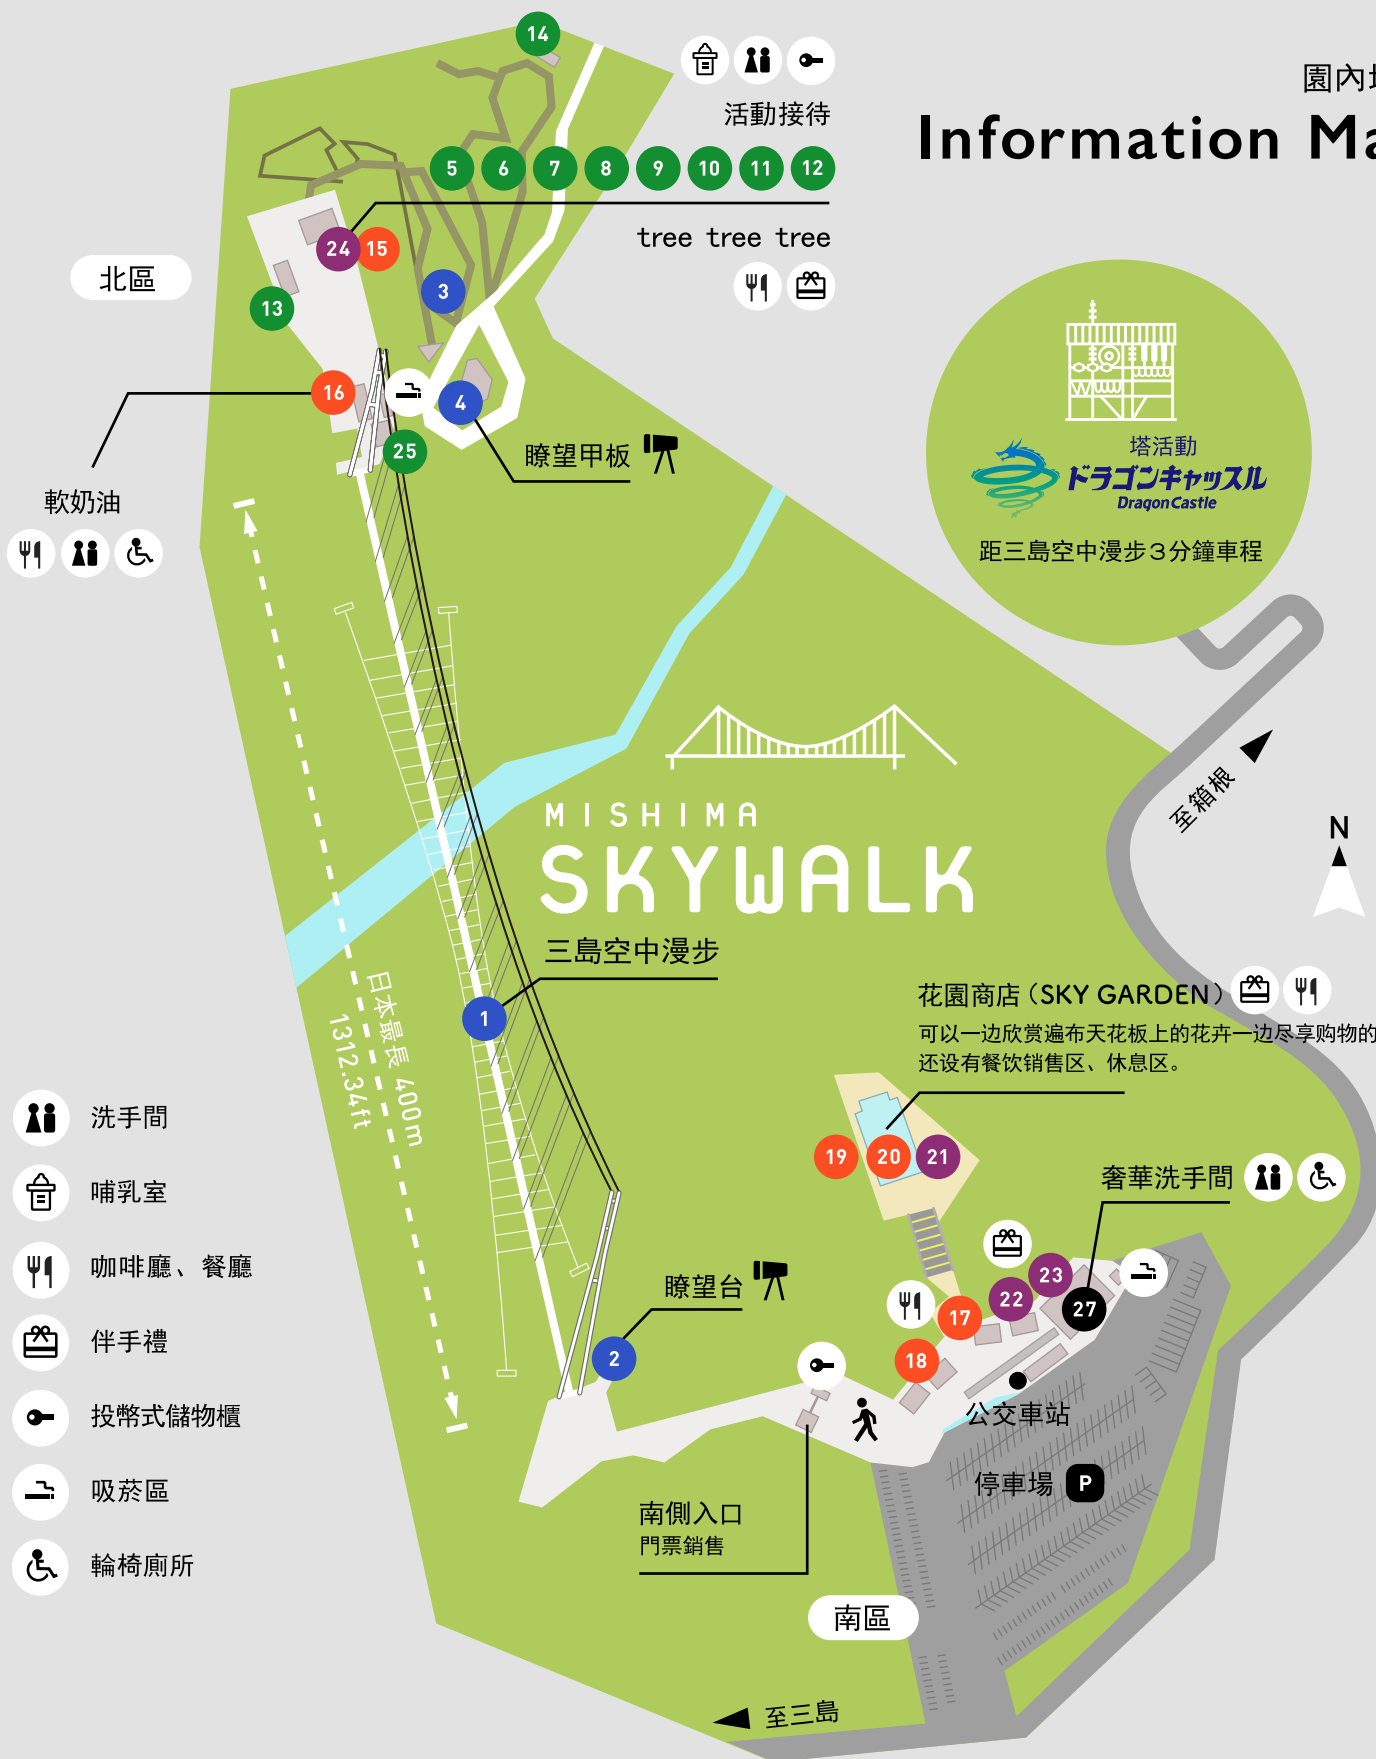 園內
Information Ma
14
活動接待
5 6 7 8 9 10 11 12
tree tree tree
24 15
北區
3
13
16
4
25
瞭望甲板
軟奶油
塔活動
ドラゴンキャッスル
Dragon Castle
距三島空中漫步3分鐘車程
至箱根
N
MISHIMA
SKYWALK
三島空中漫步
1
日本最長 400m
1312.34ft
花園商店(SKY GARDEN)
可以一边欣赏遍布天花板上的花卉一边尽享购物的
还设有餐饮销售区、休息区。
19 20 21
奢華洗手間
洗手間
哺乳室
咖啡廳、餐廳
伴手禮
投幣式儲物櫃
吸菸區
輪椅廁所
瞭望台
2
23
22
27
17
18
公交車站
停車場 P
南側入口
門票銷售
南區
至三島